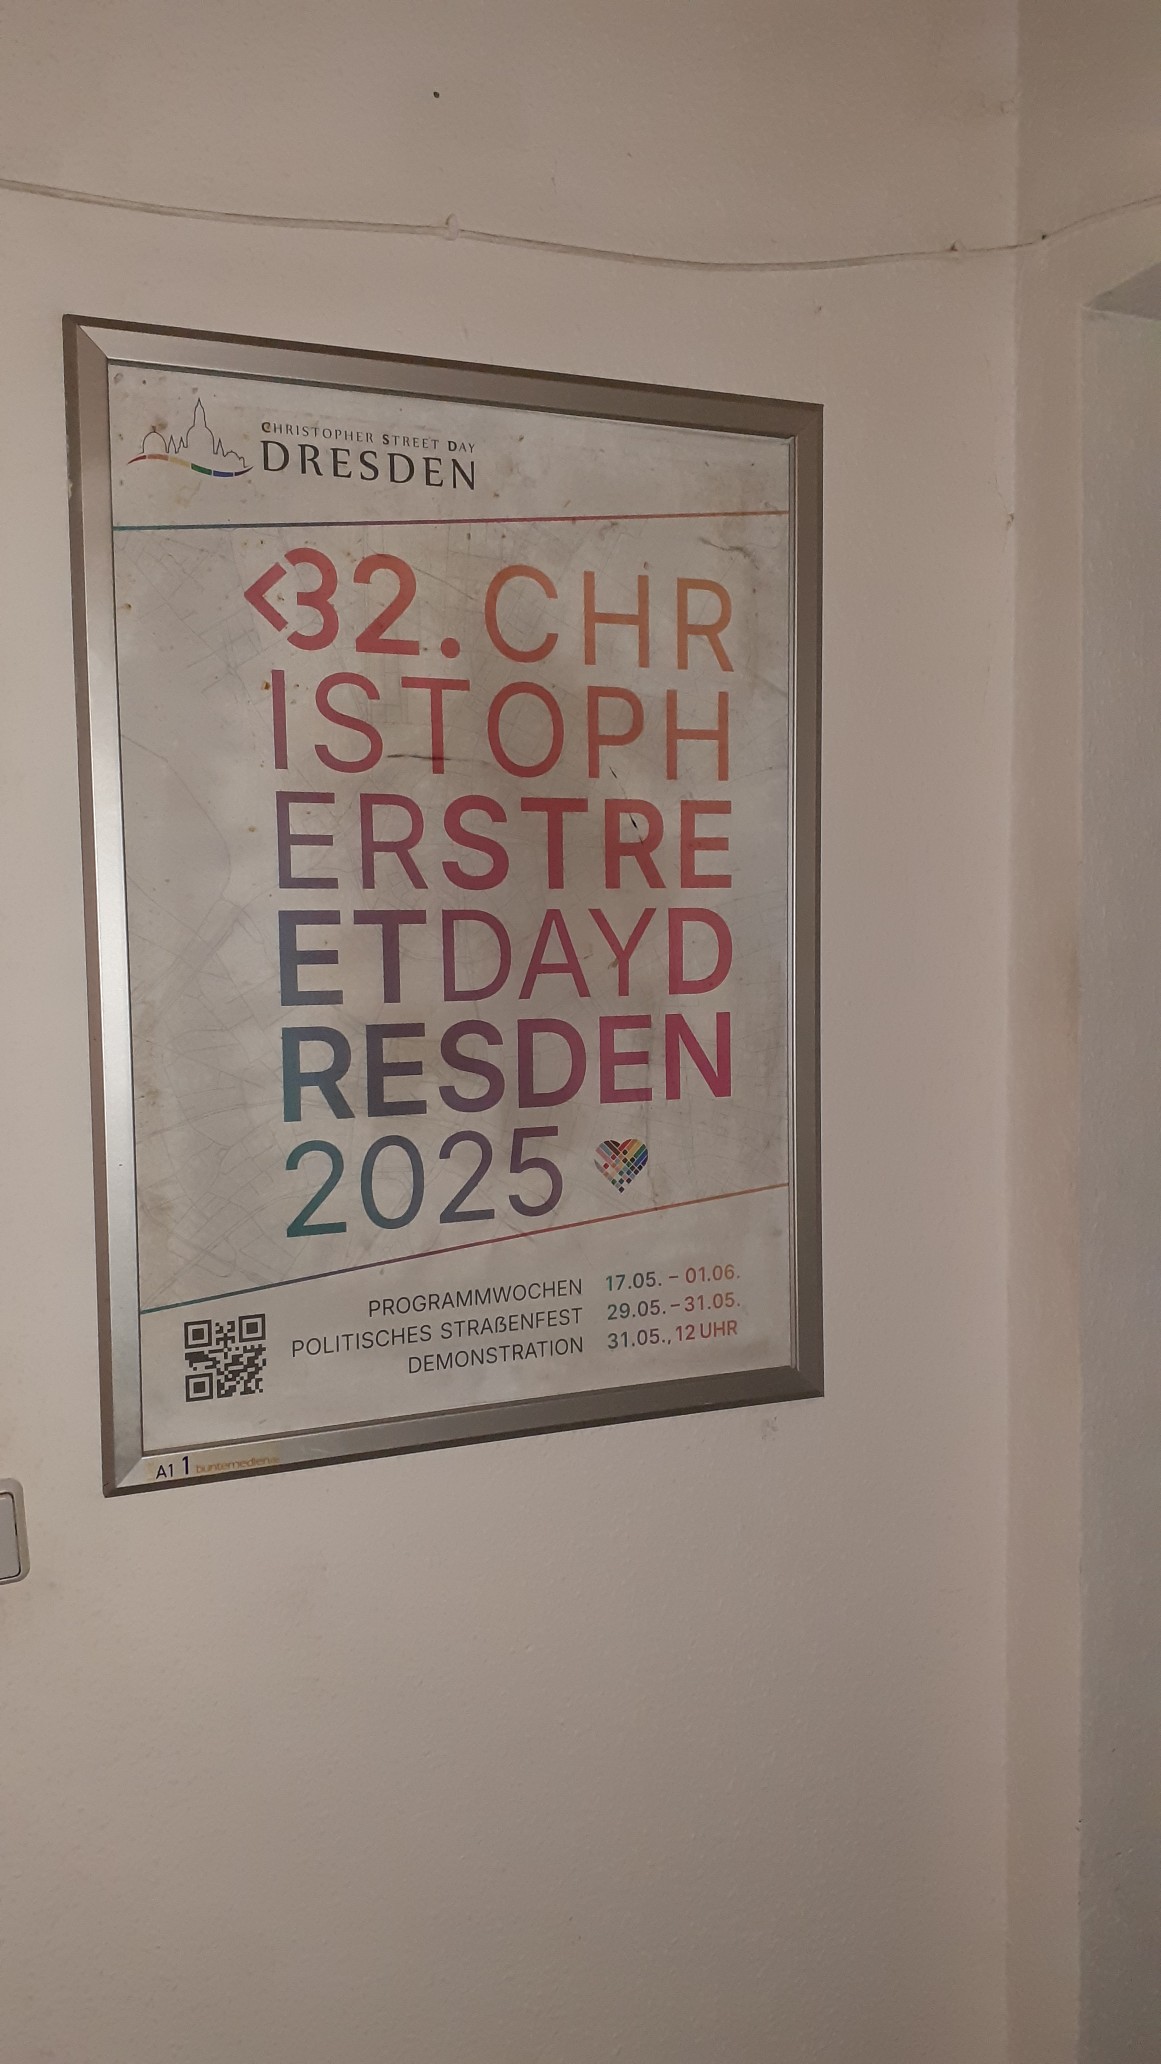 CHRISTOPHER STREET DAY
DRESDEN
<32. CHR
ISTOPH
ERSTRE
ETDAYD
RESDEN
2025
PROGRAMMWOCHEN 17.05. – 01.06.
POLITISCHES STRAßENFEST 29.05. – 31.05.
DEMONSTRATION 31.05., 12 UHR
A1 1 buntemedien